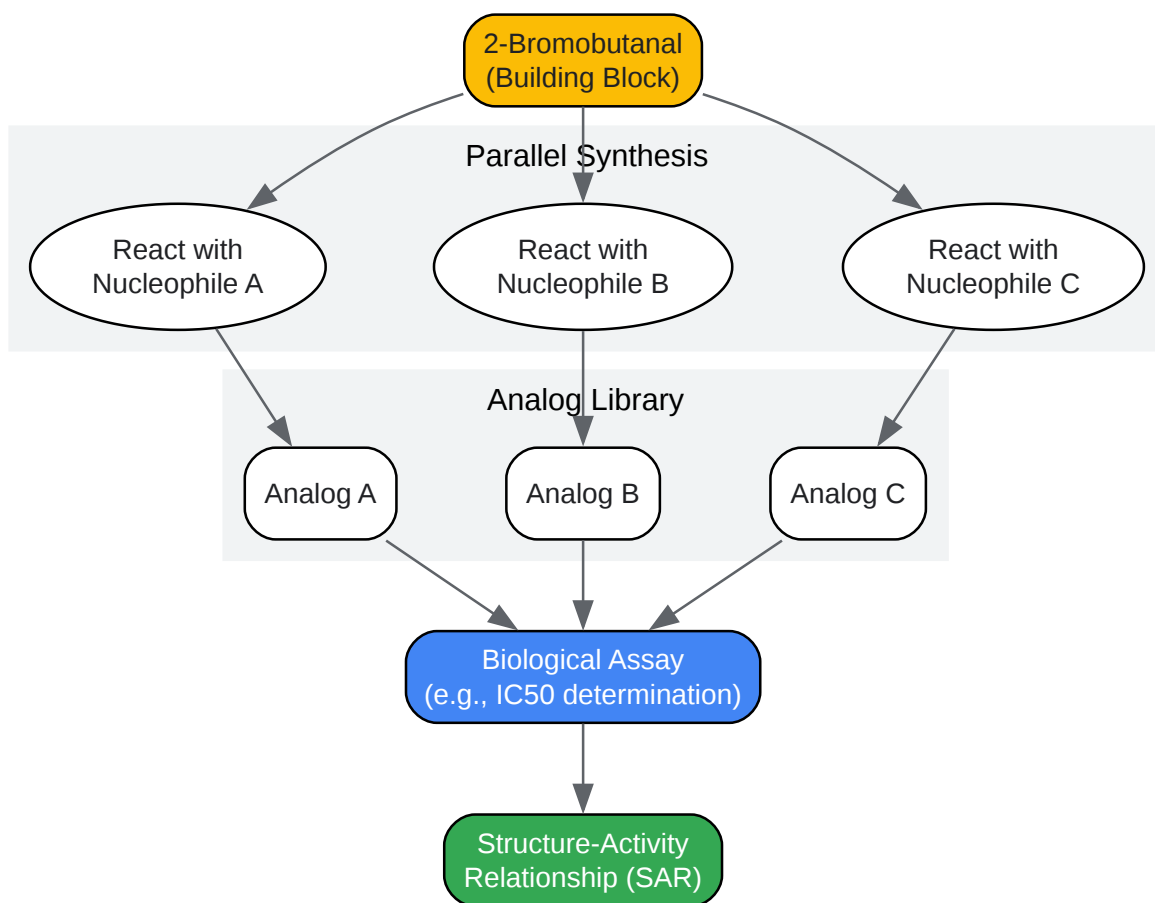 2-Bromobutanal
(Building Block)
Parallel Synthesis
React with
Nucleophile A
React with
Nucleophile B
React with
Nucleophile C
Analog Library
Analog A
Analog B
Analog C
Biological Assay
(e.g., IC50 determination)
Structure-Activity
Relationship (SAR)